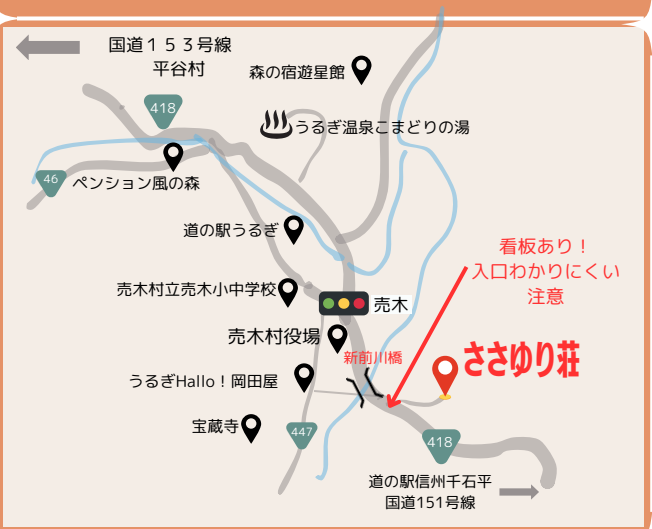 国道１５３号線
平谷村
森の宿遊星館
418
うるぎ温泉こまどりの湯
46
ペンション風の森
道の駅うるぎ
看板あり！
入口わかりにくい
注意
売木村立売木小中学校
売木
売木村役場
新前川橋
ささゆり荘
うるぎHallo！岡田屋
宝蔵寺
447
418
道の駅信州千石平
国道151号線